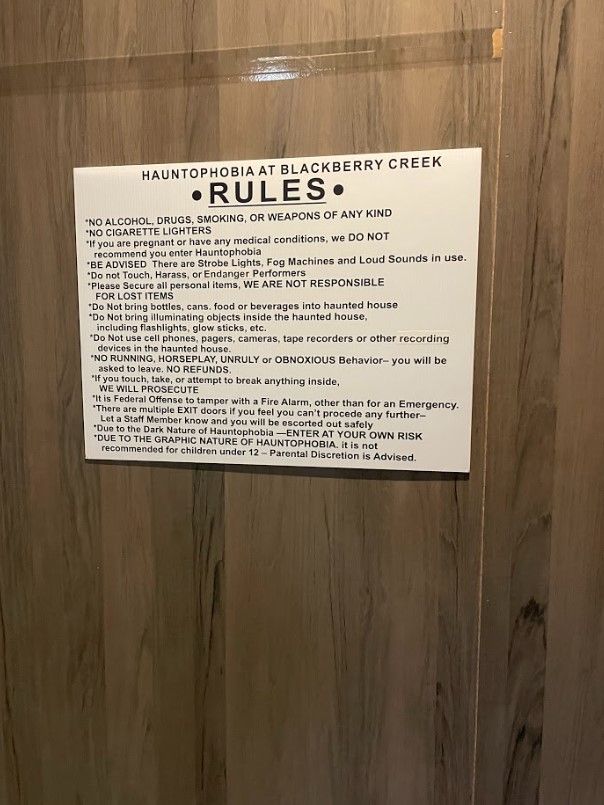 HAUNTOPHOBIA AT BLACKBERRY CREEK
•RULES•
*NO ALCOHOL, DRUGS, SMOKING, OR WEAPONS OF ANY KIND
*NO CIGARETTE LIGHTERS
*If you are pregnant or have any medical conditions, we DO NOT
recommend you enter Hauntophobia
*BE ADVISED There are Strobe Lights, Fog Machines and Loud Sounds in use.
*Do not Touch, Harass, or Endanger Performers
*Please Secure all personal items, WE ARE NOT RESPONSIBLE
FOR LOST ITEMS
*Do Not bring bottles, cans. food or beverages into haunted house
*Do Not bring illuminating objects inside the haunted house,
including flashlights, glow sticks, etc.
*Do Not use cell phones, pagers, cameras, tape recorders or other recording
devices in the haunted house.
*NO RUNNING, HORSEPLAY, UNRULY or OBNOXIOUS Behavior– you will be
asked to leave. NO REFUNDS.
*If you touch, take, or attempt to break anything inside,
WE WILL PROSECUTE
*It is Federal Offense to tamper with a Fire Alarm, other than for an Emergency.
*There are multiple EXIT doors if you feel you can't procede any further–
Let a Staff Member know and you will be escorted out safely
*Due to the Dark Nature of Hauntophobia —ENTER AT YOUR OWN RISK
*DUE TO THE GRAPHIC NATURE OF HAUNTOPHOBIA. it is not
recommended for children under 12 – Parental Discretion is Advised.